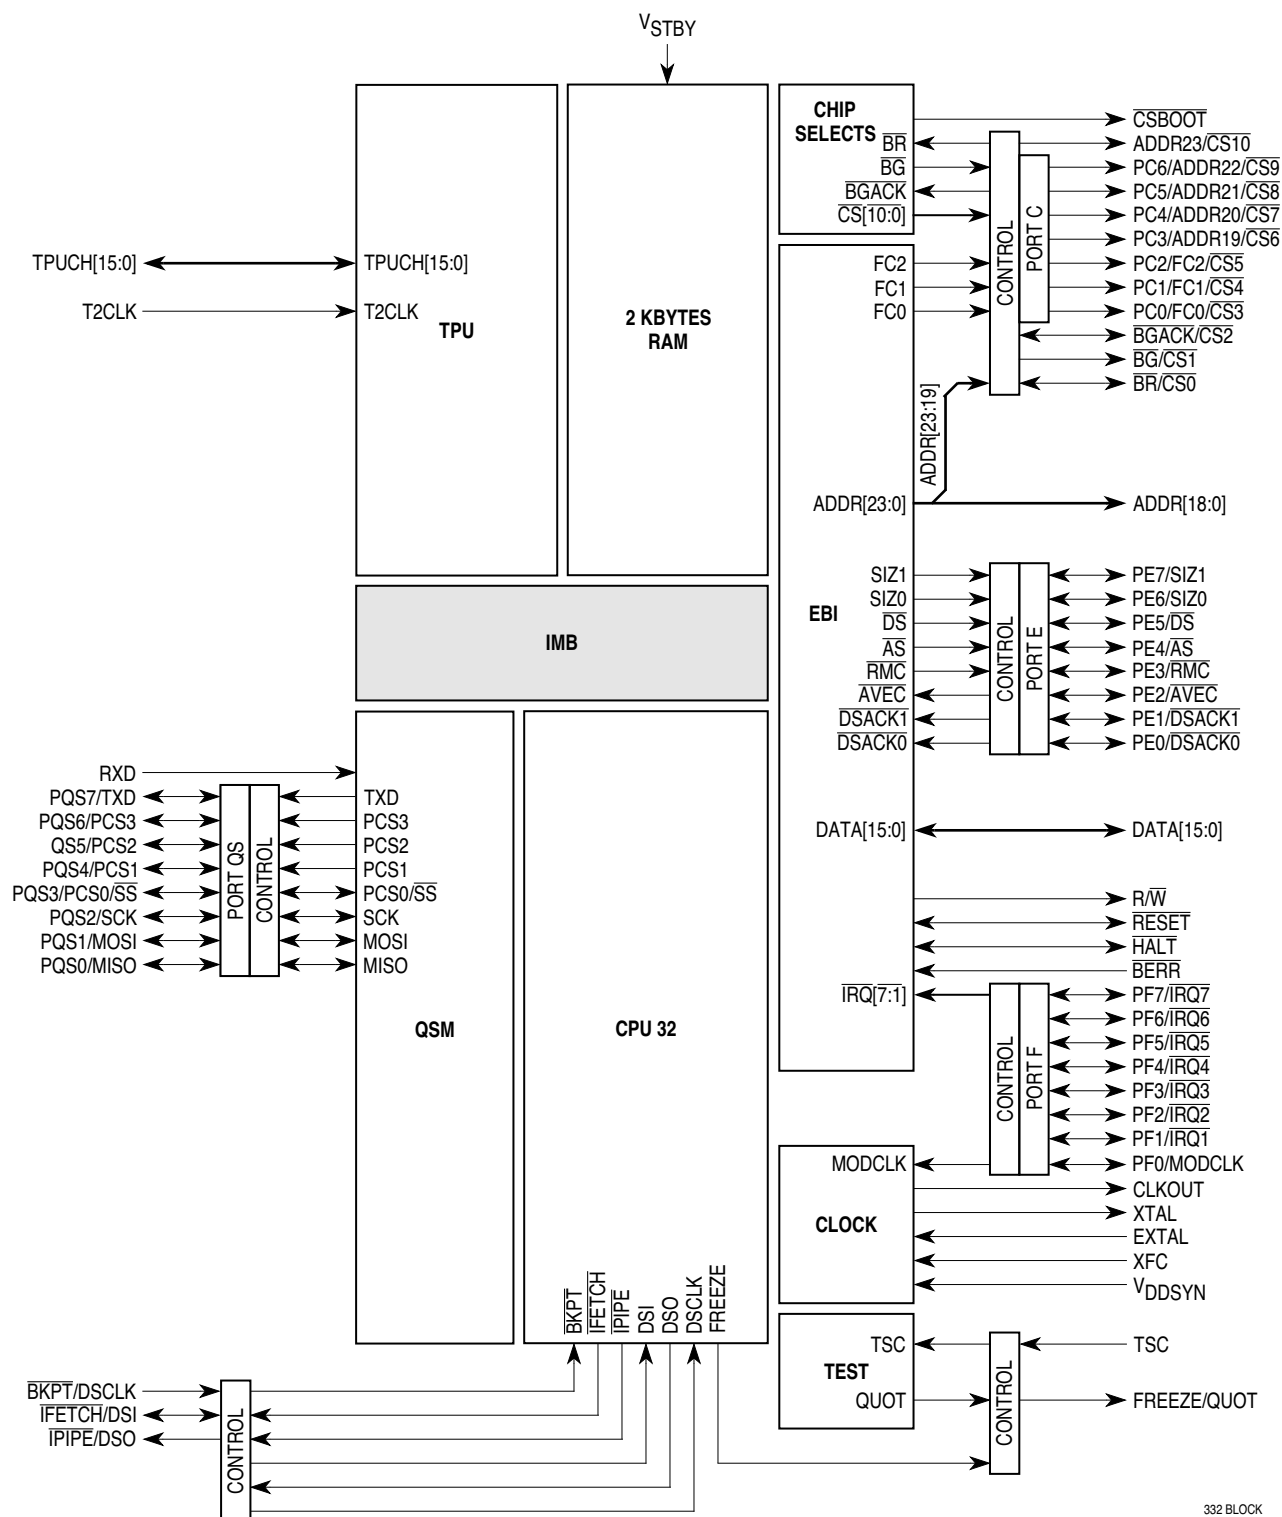 VSTBY
CHIP
SELECTS
BR
BG
BGACK
CS[10:0]
CONTROL
PORT C
CSBOOT
ADDR23/CS10
PC6/ADDR22/CS9
PC5/ADDR21/CS8
PC4/ADDR20/CS7
PC3/ADDR19/CS6
PC2/FC2/CS5
PC1/FC1/CS4
PC0/FC0/CS3
BGACK/CS2
BG/CS1
BR/CS0
TPUCH[15:0]
TPUCH[15:0]
T2CLK
T2CLK
TPU
2 KBYTES
RAM
FC2
FC1
FC0
ADDR[23:19]
ADDR[23:0]
ADDR[18:0]
IMB
EBI
SIZ1
SIZ0
DS
AS
RMC
AVEC
DSACK1
DSACK0
CONTROL
PORT E
PE7/SIZ1
PE6/SIZ0
PE5/DS
PE4/AS
PE3/RMC
PE2/AVEC
PE1/DSACK1
PE0/DSACK0
RXD
PQS7/TXD
PQS6/PCS3
QS5/PCS2
PQS4/PCS1
PQS3/PCS0/SS
PQS2/SCK
PQS1/MOSI
PQS0/MISO
PORT QS
CONTROL
TXD
PCS3
PCS2
PCS1
PCS0/SS
SCK
MOSI
MISO
QSM
CPU 32
DATA[15:0]
DATA[15:0]
R/W
RESET
HALT
BERR
IRQ[7:1]
CONTROL
PORT F
PF7/IRQ7
PF6/IRQ6
PF5/IRQ5
PF4/IRQ4
PF3/IRQ3
PF2/IRQ2
PF1/IRQ1
PF0/MODCLK
MODCLK
CLOCK
CLKOUT
XTAL
EXTAL
XFC
VDDSYN
BKPT
IFETCH
IPIPE
DSI
DSO
DSCLK
FREEZE
TSC
TEST
QUOT
CONTROL
TSC
FREEZE/QUOT
BKPT/DSCLK
IFETCH/DSI
IPIPE/DSO
CONTROL
332 BLOCK